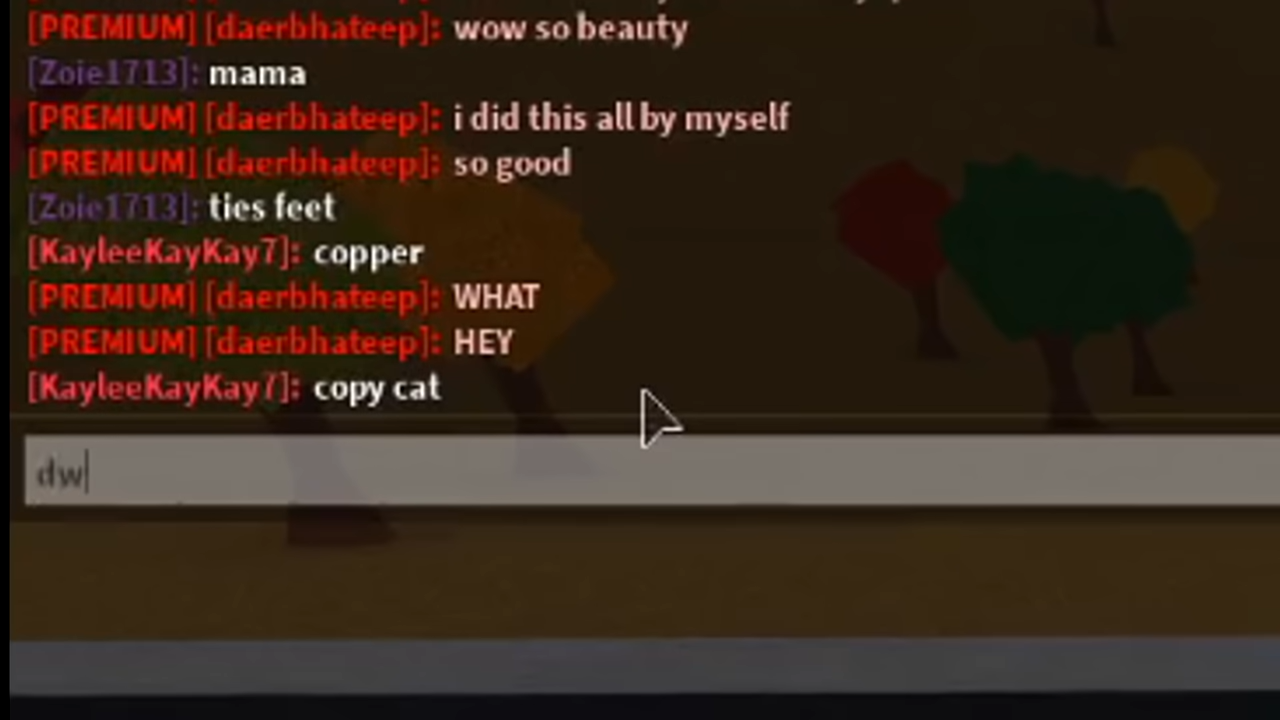 [PREMIUM] [daerbhateep]: wow so beauty
[Zoie1713]: mama
[PREMIUM] [daerbhateep]: i did this all by myself
[PREMIUM] [daerbhateep]: so good
[Zoie1713]: ties feet
[KayleeKayKay7]: copper
[PREMIUM] [daerbhateep]: WHAT
[PREMIUM] [daerbhateep]: HEY
[KayleeKayKay7]: copy cat
dw